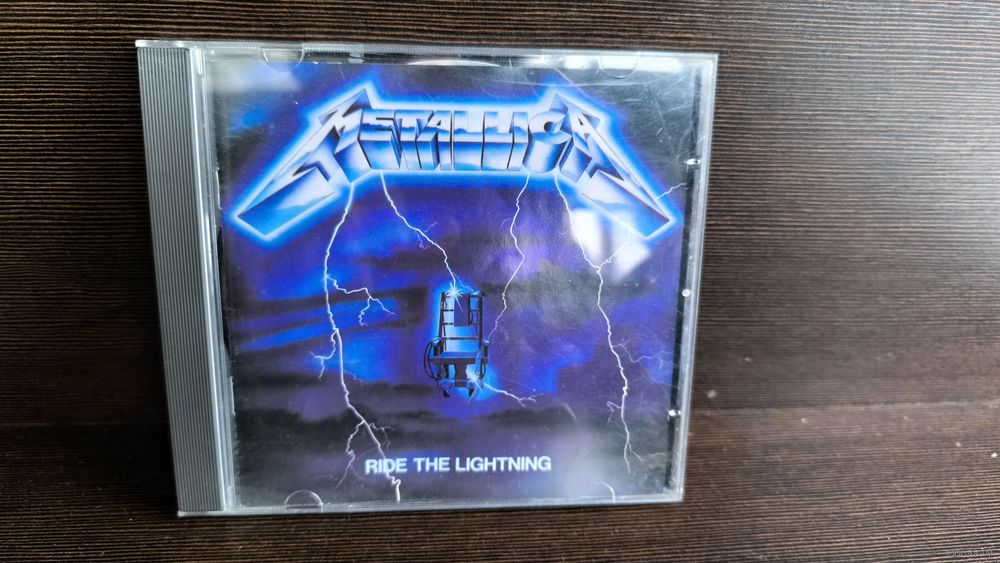 METALLICA
RIDE THE LIGHTNING